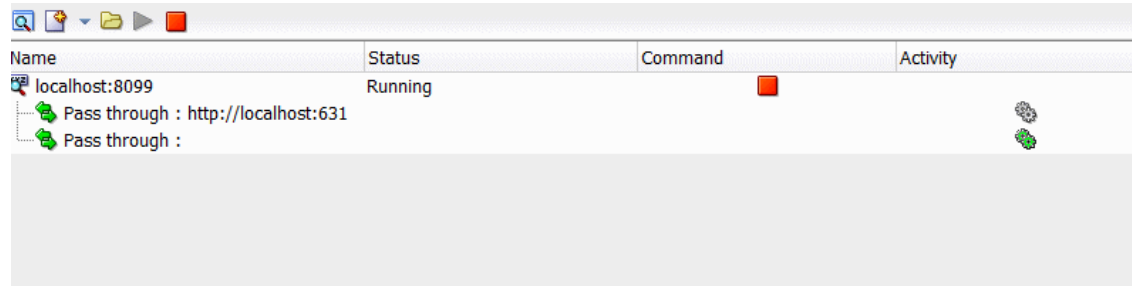 Name Status Command Activity
localhost:8099 Running
Pass through : http://localhost:631
Pass through :